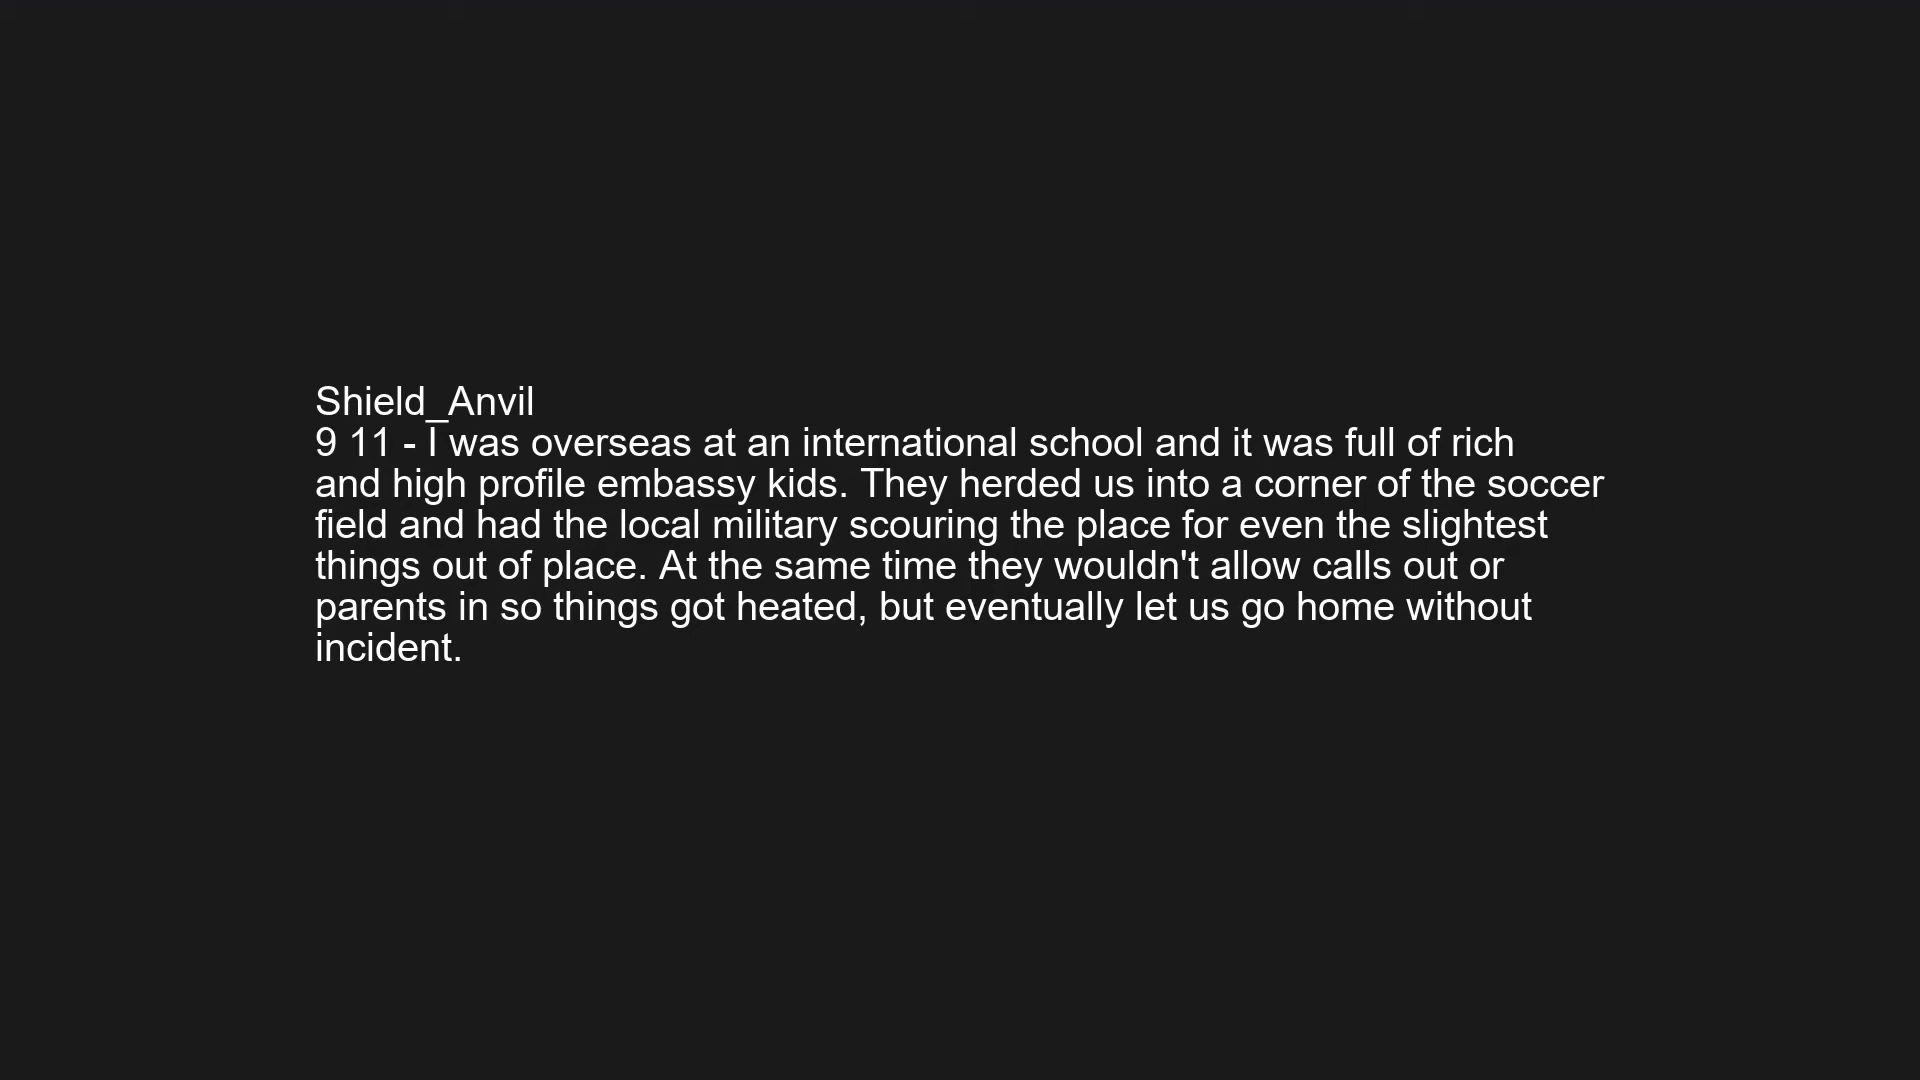 Shield_Anvil
9 11 - I was overseas at an international school and it was full of rich
and high profile embassy kids. They herded us into a corner of the soccer
field and had the local military scouring the place for even the slightest
things out of place. At the same time they wouldn't allow calls out or
parents in so things got heated, but eventually let us go home without
incident.